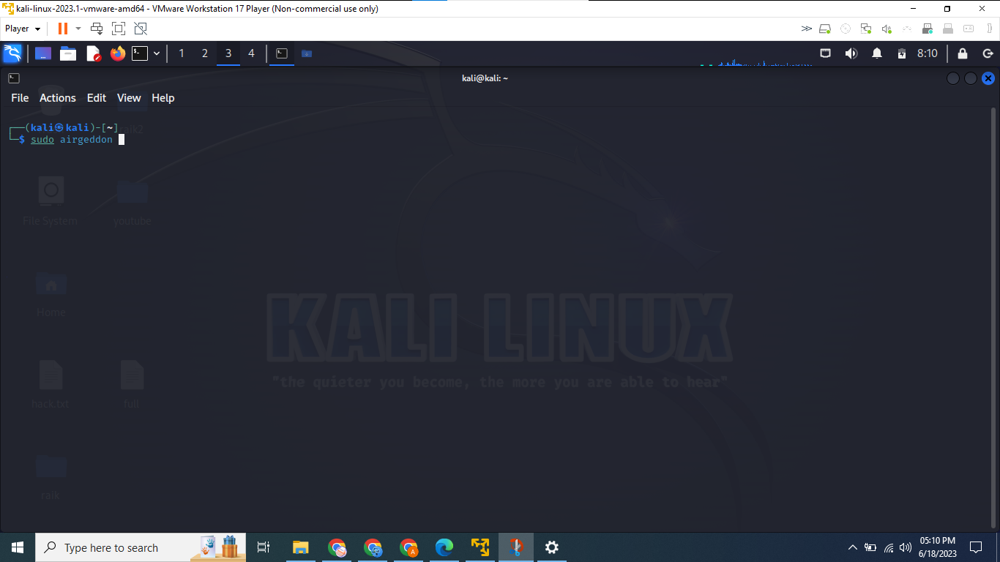 kali-linux-2023.1-vmware-amd64 - VMware Workstation 17 Player (Non-commercial use only)
Player
1 2 3 4
8:10
kali@kali: ~
File Actions Edit View Help
┌──(kali㉿kali)-[~]
└─$ sudo airgeddon
raik2
File System
youtube
Home
KALI LINUX
"the quieter you become, the more you are able to hear"
hack.txt
full
raik
Type here to search
05:10 PM
6/18/2023